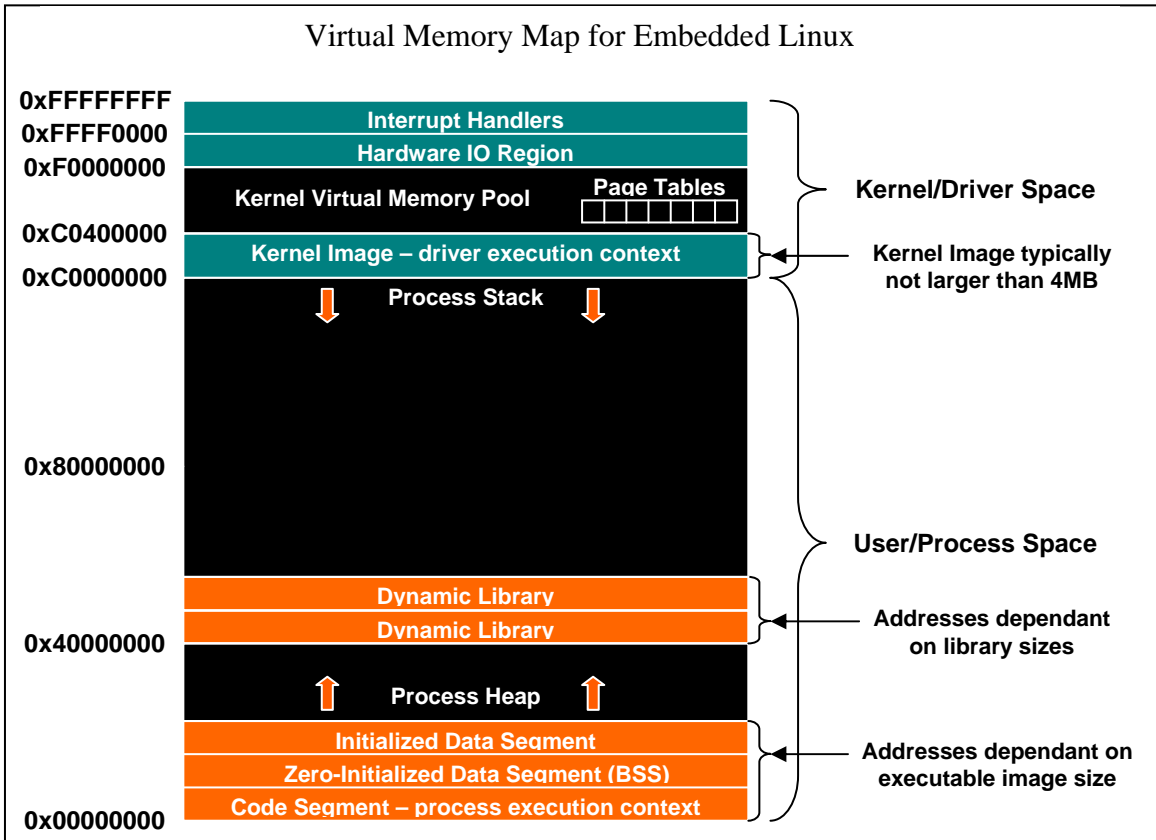 Virtual Memory Map for Embedded Linux
0xFFFFFFFF
Interrupt Handlers
0xFFFF0000
Hardware IO Region
0xF0000000
Page Tables
Kernel Virtual Memory Pool
Kernel/Driver Space
0xC0400000
Kernel Image – driver execution context
Kernel Image typically
not larger than 4MB
0xC0000000
Process Stack
0x80000000
User/Process Space
Dynamic Library
Dynamic Library
Addresses dependant
on library sizes
0x40000000
Process Heap
Initialized Data Segment
Zero-Initialized Data Segment (BSS)
Addresses dependant on
executable image size
Code Segment – process execution context
0x00000000